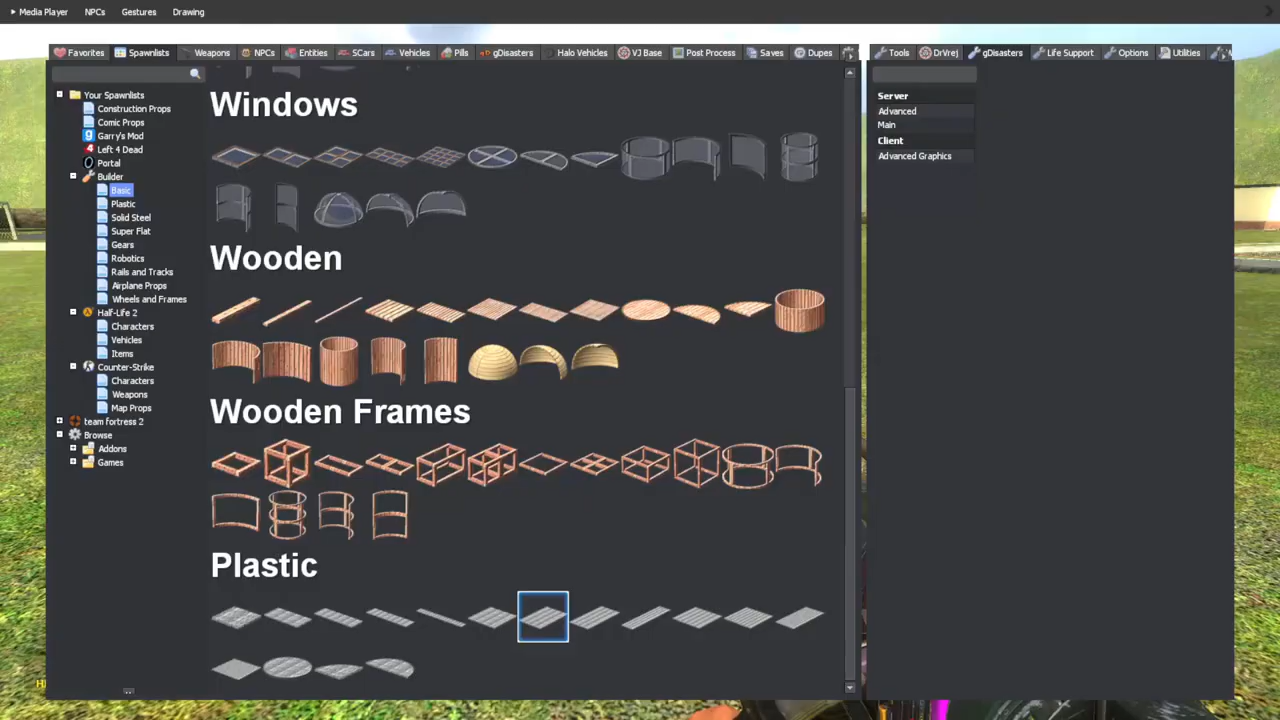 Media Player NPCs Gestures Drawing
Favorites Spawnlists Weapons NPCs Entities SCars Vehicles Pills gDisasters Halo Vehicles VJ Base Post Process Saves Dupes
Tools DrVrej gDisasters Life Support Options Utilities
Your Spawnlists
Construction Props
Comic Props
Garry's Mod
Left 4 Dead
Portal
Builder
Basic
Plastic
Solid Steel
Super Flat
Gears
Robotics
Rails and Tracks
Airplane Props
Wheels and Frames
Half-Life 2
Characters
Vehicles
Items
Counter-Strike
Characters
Weapons
Map Props
team fortress 2
Browse
Addons
Games
Windows
Wooden
Wooden Frames
Plastic
Server
Advanced
Main
Client
Advanced Graphics